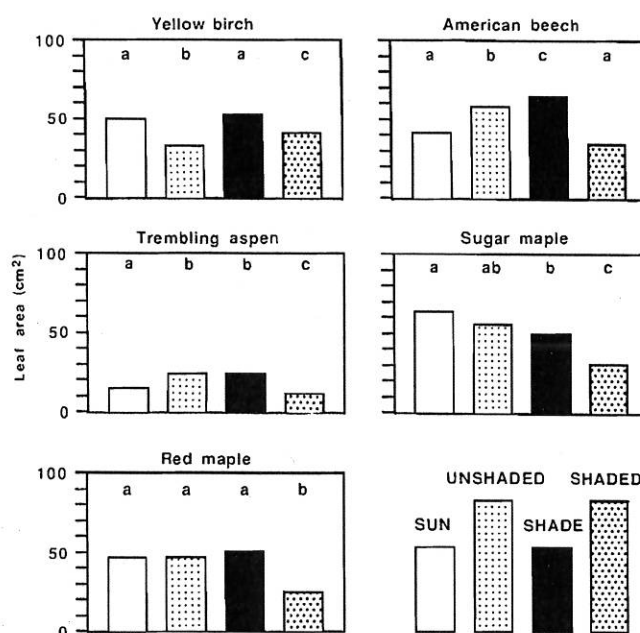 Yellow birch
American beech
100
50
0
a b a c
a b c a
Trembling aspen
Sugar maple
Leaf area (cm²)
100
50
0
a b b c
a ab b c
Red maple
100
50
0
a a a b
UNSHADED SHADED
SUN SHADE